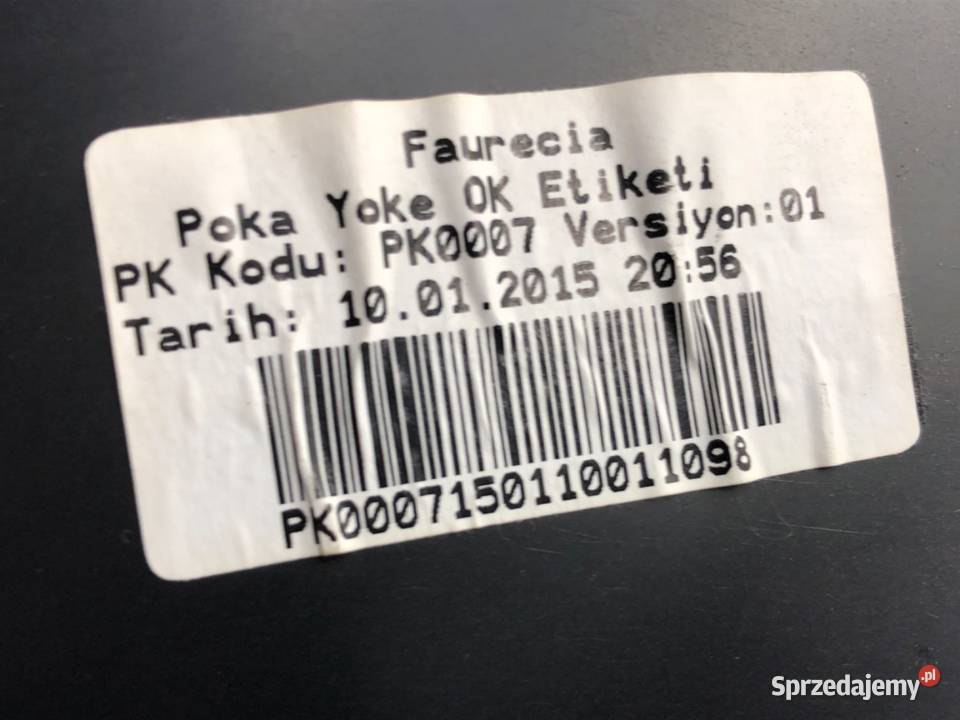 Faurecia
Poka Yoke OK Etiketi
PK Kodu: PK0007 Versiyon:01
Tarih: 10.01.2015 20:56
PK0007150110011098
Sprzedajemy.pl